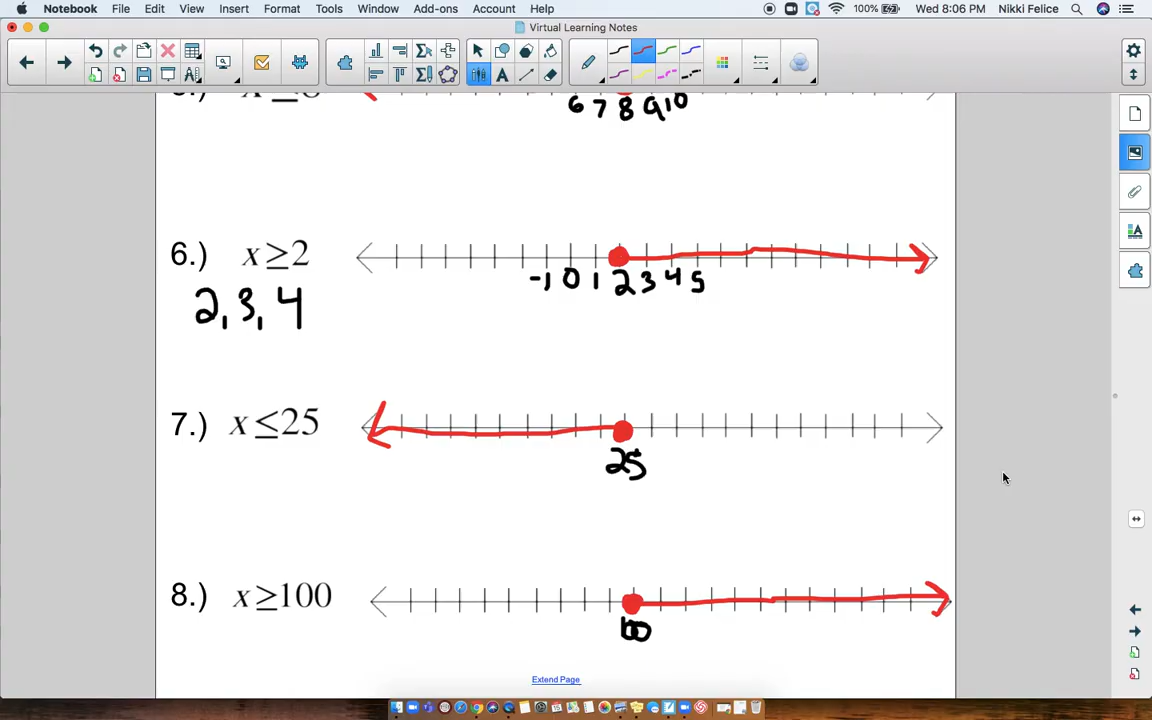 Notebook File Edit View Insert Format Tools Window Add-ons Account Help 100% Wed 8:06 PM Nikki Felice
Virtual Learning Notes
6 7 8 9 10
6.) x≥2
-1 0 1 2 3 4 5
2, 3, 4
7.) x≤25
25
8.) x≥100
100
Extend Page